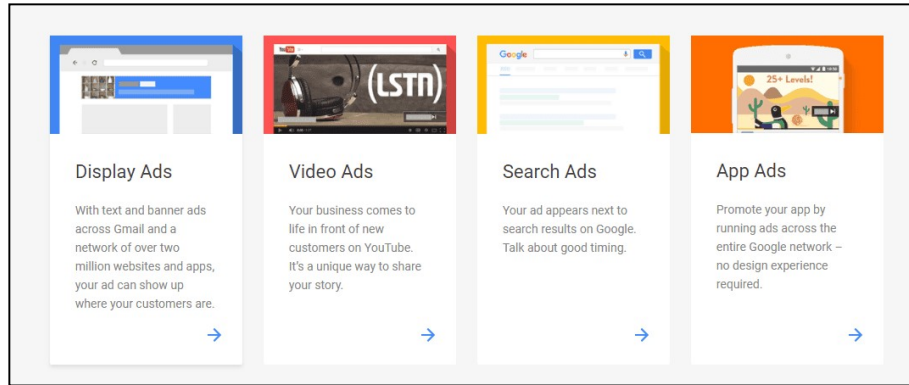 YouTube
(LSTN)
Google
25+ Levels!
Display Ads
With text and banner ads
across Gmail and a
network of over two
million websites and apps,
your ad can show up
where your customers are.
Video Ads
Your business comes to
life in front of new
customers on YouTube.
It's a unique way to share
your story.
Search Ads
Your ad appears next to
search results on Google.
Talk about good timing.
App Ads
Promote your app by
running ads across the
entire Google network –
no design experience
required.